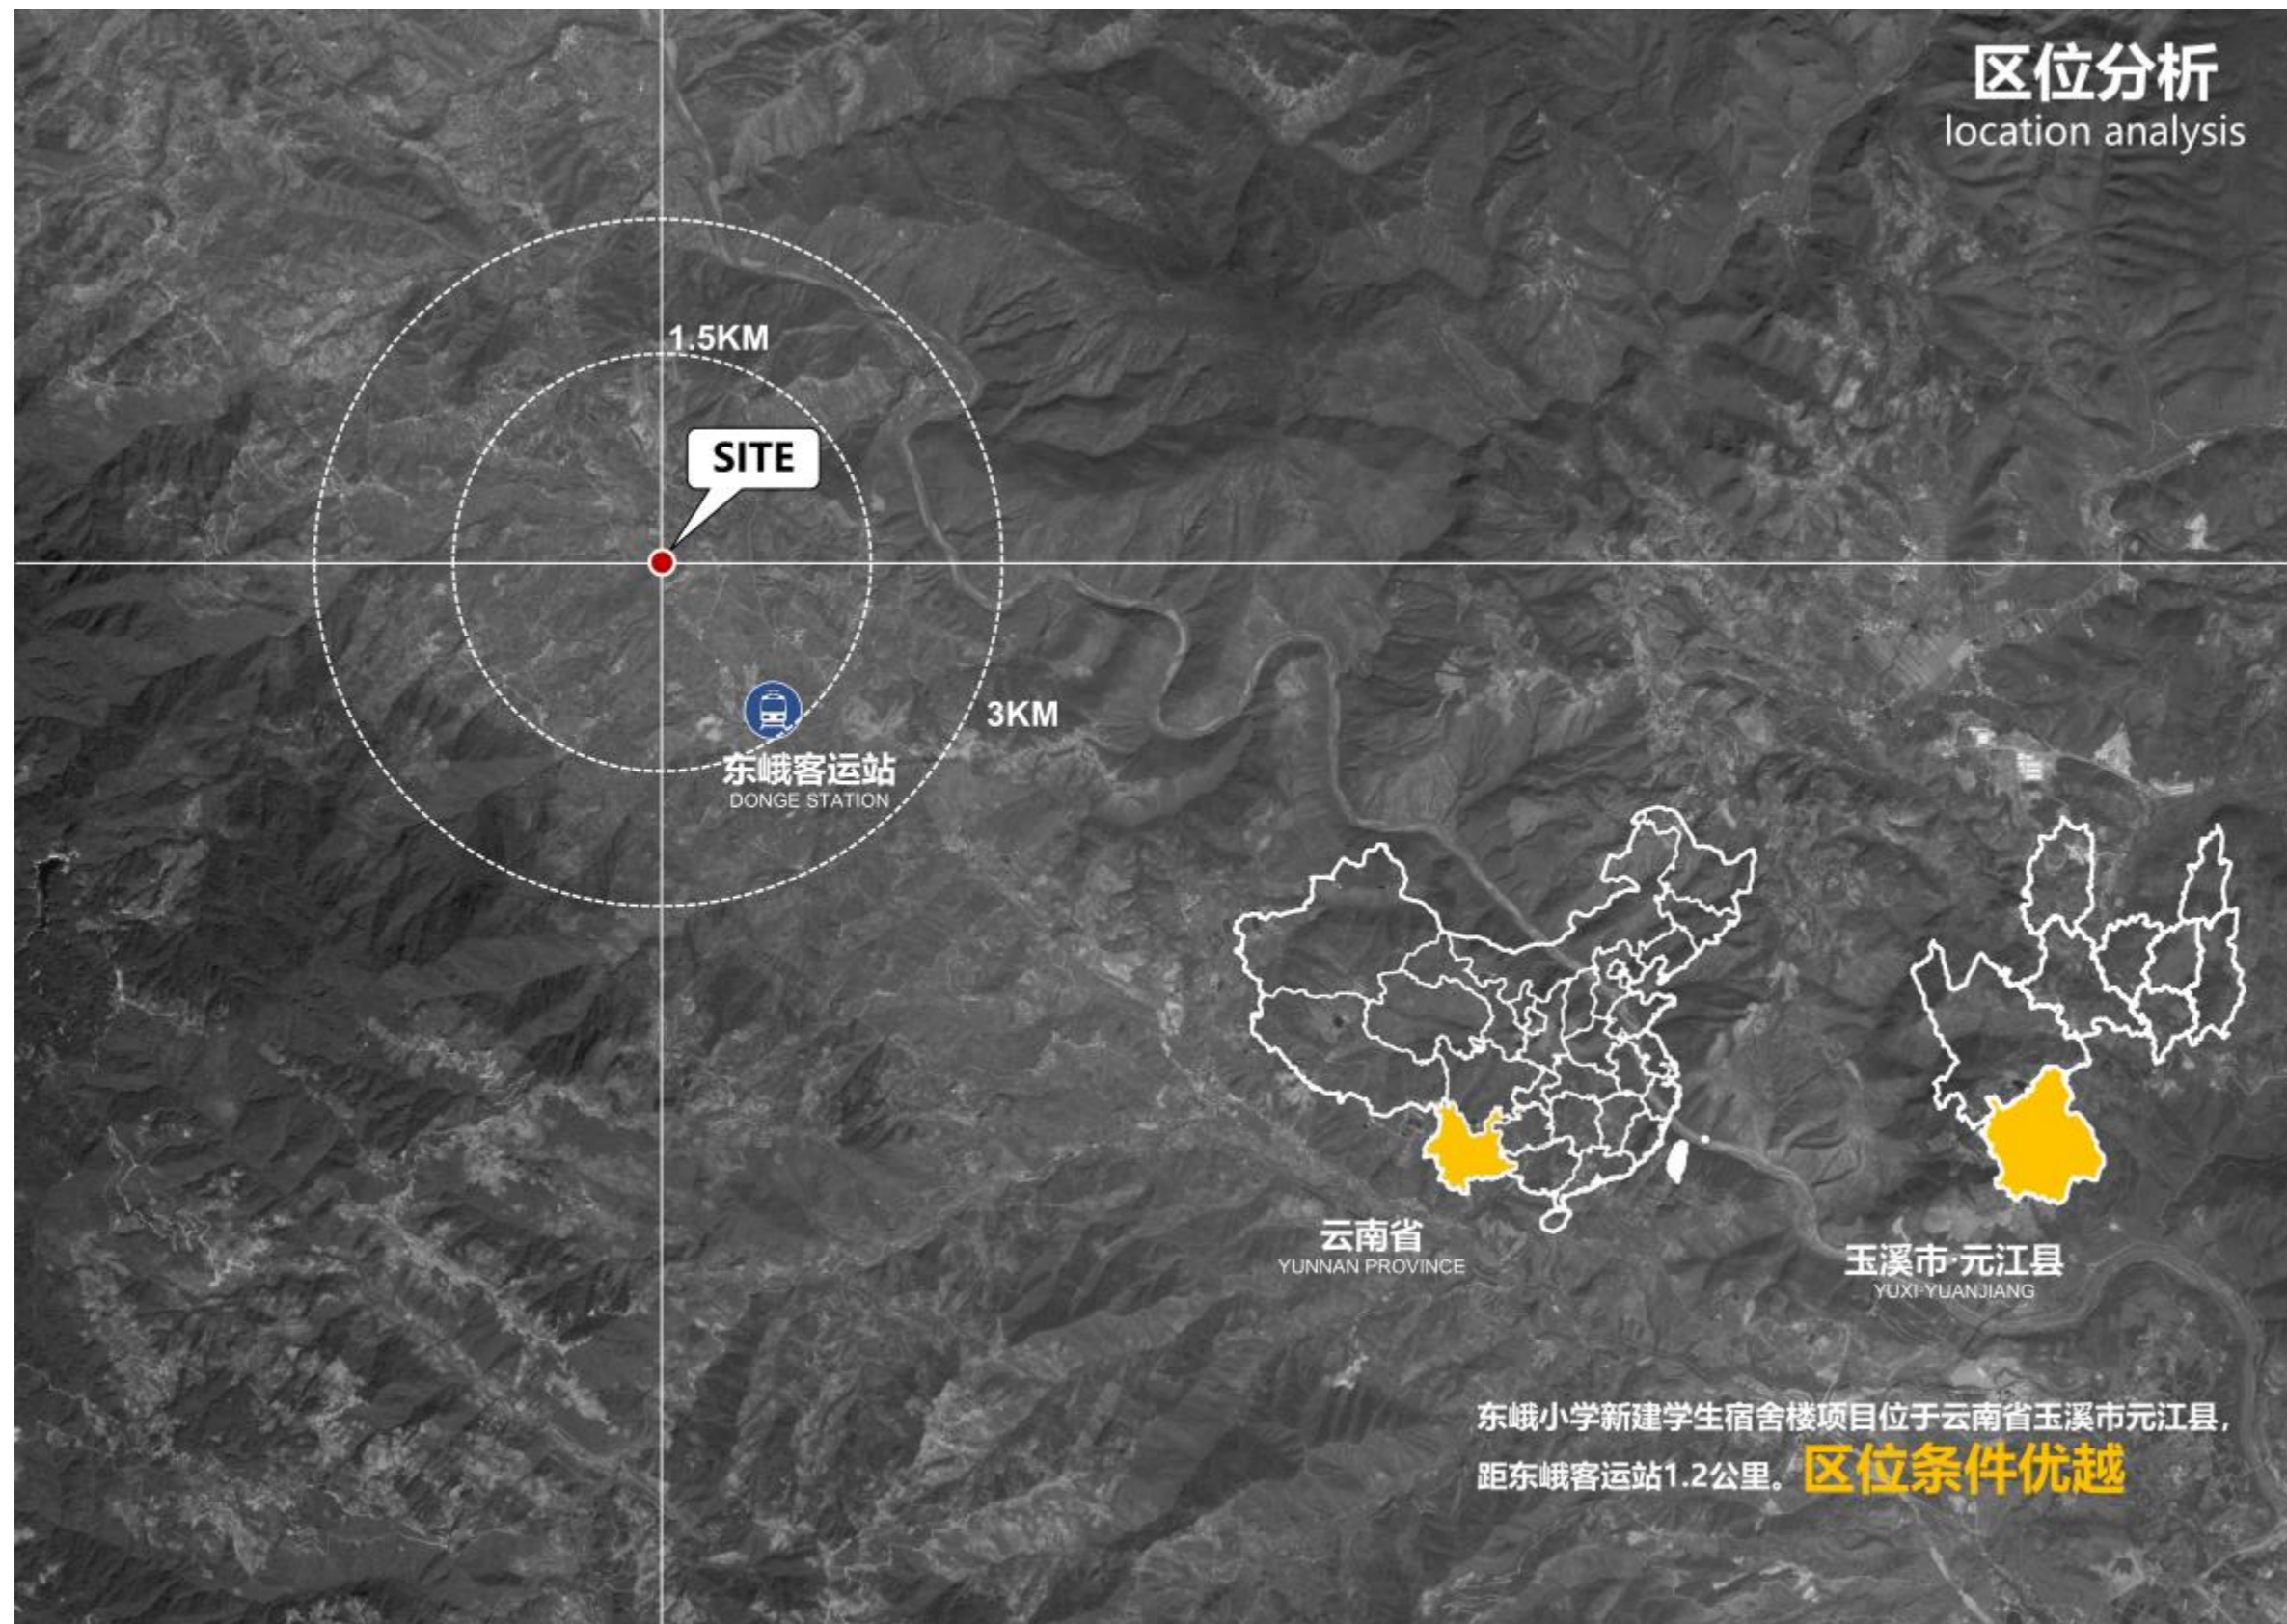 区位分析
location analysis
1.5KM
SITE
3KM
东峨客运站
DONGE STATION
云南省
YUNNAN PROVINCE
玉溪市·元江县
YUXI·YUANJIANG
东峨小学新建学生宿舍楼项目位于云南省玉溪市元江县，
距东峨客运站1.2公里。区位条件优越